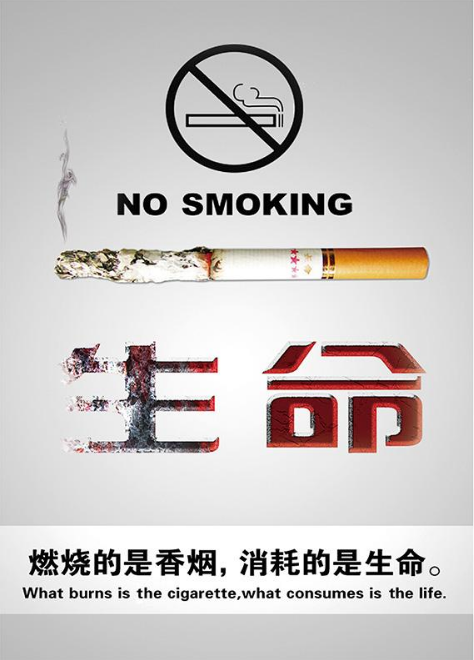 NO SMOKING
生命
燃烧的是香烟，消耗的是生命。
What burns is the cigarette,what consumes is the life.